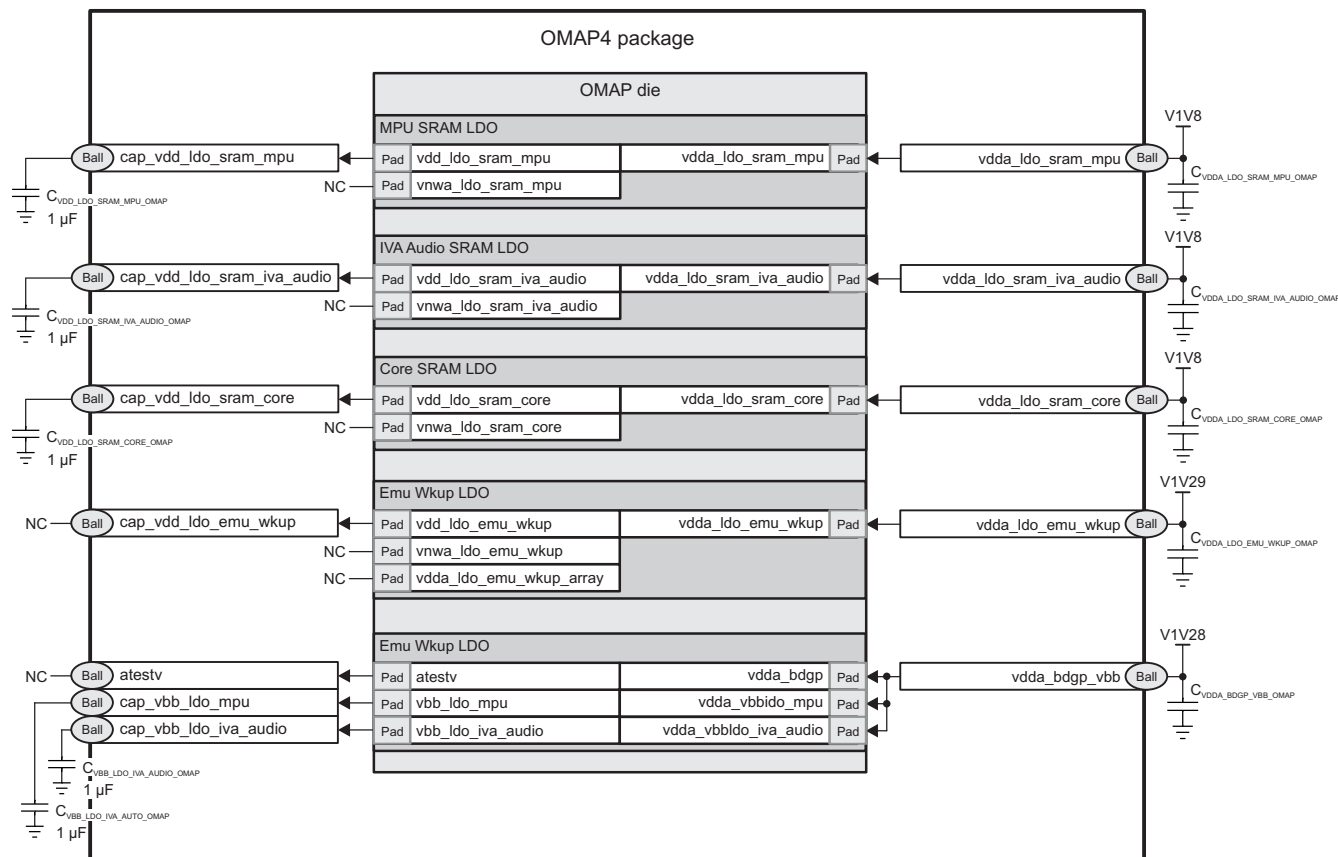 OMAP4 package
OMAP die
MPU SRAM LDO
V1V8
Ball cap_vdd_ldo_sram_mpu Pad vdd_ldo_sram_mpu vdda_ldo_sram_mpu Pad vdda_ldo_sram_mpu Ball
NC Pad vnwa_ldo_sram_mpu
CVDD_LDO_SRAM_MPU_OMAP
1 µF
CVDDA_LDO_SRAM_MPU_OMAP
IVA Audio SRAM LDO
V1V8
Ball cap_vdd_ldo_sram_iva_audio Pad vdd_ldo_sram_iva_audio vdda_ldo_sram_iva_audio Pad vdda_ldo_sram_iva_audio Ball
NC Pad vnwa_ldo_sram_iva_audio
CVDD_LDO_SRAM_IVA_AUDIO_OMAP
1 µF
CVDDA_LDO_SRAM_IVA_AUDIO_OMAP
Core SRAM LDO
V1V8
Ball cap_vdd_ldo_sram_core Pad vdd_ldo_sram_core vdda_ldo_sram_core Pad vdda_ldo_sram_core Ball
NC Pad vnwa_ldo_sram_core
CVDD_LDO_SRAM_CORE_OMAP
1 µF
CVDDA_LDO_SRAM_CORE_OMAP
Emu Wkup LDO
V1V29
NC Ball cap_vdd_ldo_emu_wkup Pad vdd_ldo_emu_wkup vdda_ldo_emu_wkup Pad vdda_ldo_emu_wkup Ball
NC Pad vnwa_ldo_emu_wkup
NC Pad vdda_ldo_emu_wkup_array
CVDDA_LDO_EMU_WKUP_OMAP
Emu Wkup LDO
V1V28
NC Ball atestv Pad atestv vdda_bdgp Pad vdda_bdgp_vbb Ball
Ball cap_vbb_ldo_mpu Pad vbb_ldo_mpu vdda_vbbido_mpu Pad
Ball cap_vbb_ldo_iva_audio Pad vbb_ldo_iva_audio vdda_vbbldo_iva_audio Pad
CVDDA_BDGP_VBB_OMAP
CVBB_LDO_IVA_AUDIO_OMAP
1 µF
CVBB_LDO_IVA_AUTO_OMAP
1 µF